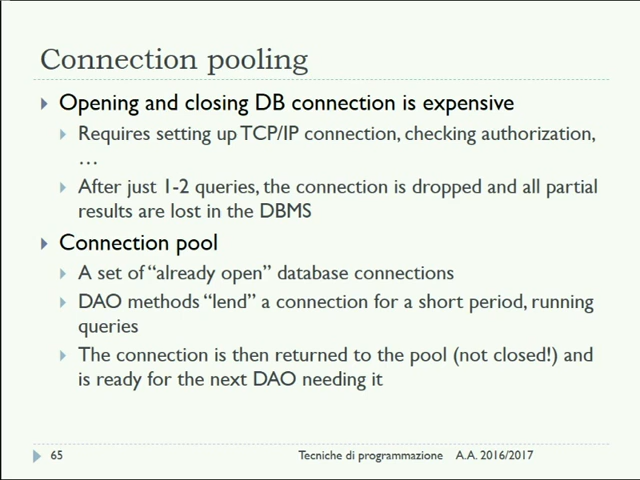 Connection pooling
Opening and closing DB connection is expensive
Requires setting up TCP/IP connection, checking authorization,
…
After just 1-2 queries, the connection is dropped and all partial
results are lost in the DBMS
Connection pool
A set of “already open” database connections
DAO methods “lend” a connection for a short period, running
queries
The connection is then returned to the pool (not closed!) and
is ready for the next DAO needing it
65 Tecniche di programmazione A.A. 2016/2017